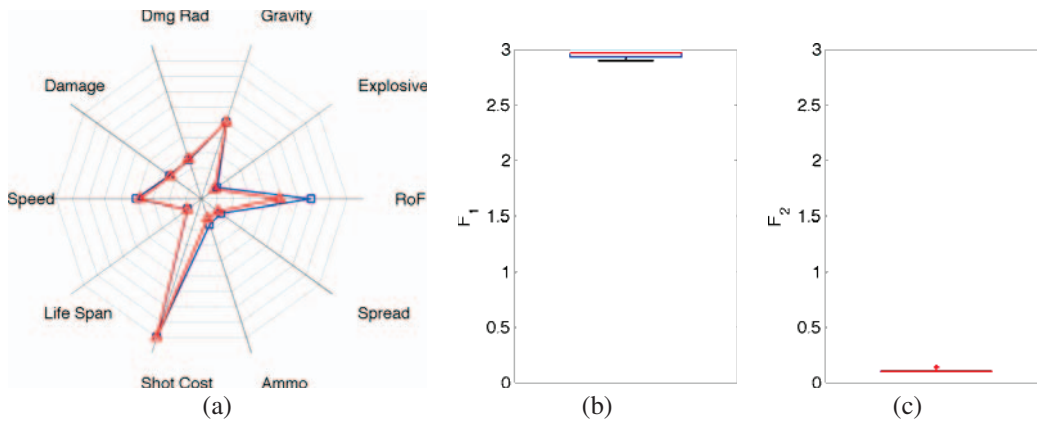 Dmg Rad
Gravity
Damage
Explosive
Speed
RoF
Life Span
Spread
Shot Cost
Ammo
(a)
3
2.5
2
1.5
1
0.5
0
F1
(b)
3
2.5
2
1.5
1
0.5
0
F2
(c)